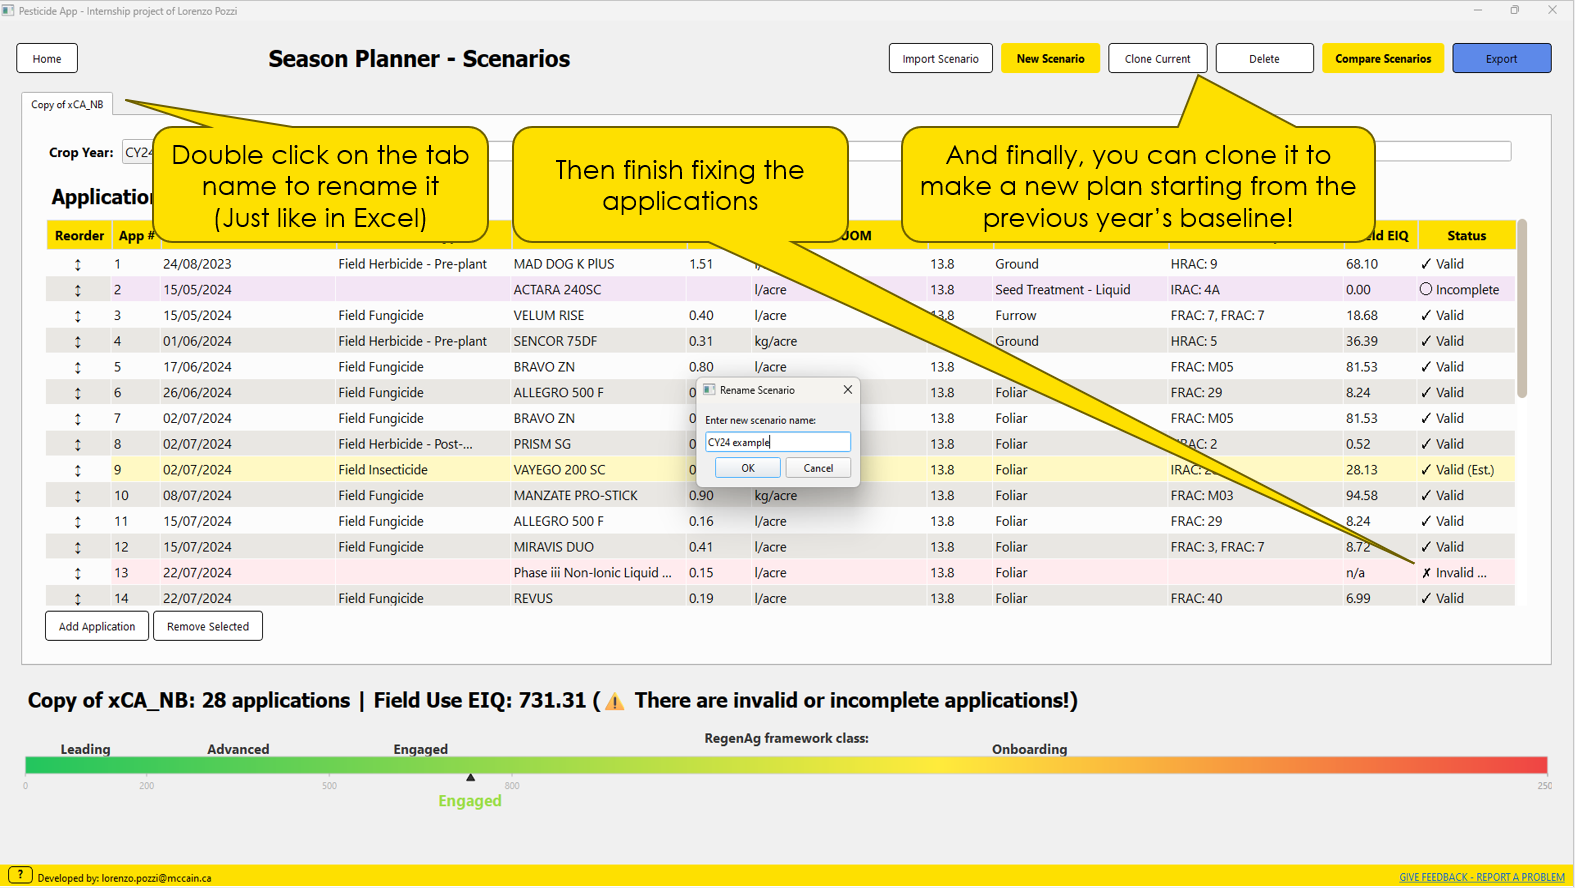 Pesticide App - Internship project of Lorenzo Pozzi
Home
Season Planner - Scenarios
Import Scenario
New Scenario
Clone Current
Delete
Compare Scenarios
Export
Copy of xCA_NB
Crop Year: CY24
Double click on the tab
name to rename it
(Just like in Excel)
Then finish fixing the
applications
And finally, you can clone it to
make a new plan starting from the
previous year's baseline!
Application
Reorder App # UOM EIQ Status
↕ 1 24/08/2023 Field Herbicide - Pre-plant MAD DOG K PlUS 1.51 13.8 Ground HRAC: 9 68.10 ✓ Valid
↕ 2 15/05/2024 ACTARA 240SC l/acre 13.8 Seed Treatment - Liquid IRAC: 4A 0.00 ○ Incomplete
↕ 3 15/05/2024 Field Fungicide VELUM RISE 0.40 l/acre 13.8 Furrow FRAC: 7, FRAC: 7 18.68 ✓ Valid
↕ 4 01/06/2024 Field Herbicide - Pre-plant SENCOR 75DF 0.31 kg/acre Ground HRAC: 5 36.39 ✓ Valid
↕ 5 17/06/2024 Field Fungicide BRAVO ZN 0.80 l/acre 13.8 FRAC: M05 81.53 ✓ Valid
↕ 6 26/06/2024 Field Fungicide ALLEGRO 500 F 13.8 Foliar FRAC: 29 8.24 ✓ Valid
↕ 7 02/07/2024 Field Fungicide BRAVO ZN 13.8 Foliar FRAC: M05 81.53 ✓ Valid
↕ 8 02/07/2024 Field Herbicide - Post-... PRISM SG 13.8 Foliar HRAC: 2 0.52 ✓ Valid
↕ 9 02/07/2024 Field Insecticide VAYEGO 200 SC 13.8 Foliar IRAC: 28.13 ✓ Valid (Est.)
↕ 10 08/07/2024 Field Fungicide MANZATE PRO-STICK 0.90 kg/acre 13.8 Foliar FRAC: M03 94.58 ✓ Valid
↕ 11 15/07/2024 Field Fungicide ALLEGRO 500 F 0.16 l/acre 13.8 Foliar FRAC: 29 8.24 ✓ Valid
↕ 12 15/07/2024 Field Fungicide MIRAVIS DUO 0.41 l/acre 13.8 Foliar FRAC: 3, FRAC: 7 8.72 ✓ Valid
↕ 13 22/07/2024 Phase iii Non-Ionic Liquid ... 0.15 l/acre 13.8 Foliar n/a ✗ Invalid ...
↕ 14 22/07/2024 Field Fungicide REVUS 0.19 l/acre 13.8 Foliar FRAC: 40 6.99 ✓ Valid
Rename Scenario
Enter new scenario name:
CY24 example
OK
Cancel
Add Application
Remove Selected
Copy of xCA_NB: 28 applications | Field Use EIQ: 731.31 (⚠ There are invalid or incomplete applications!)
RegenAg framework class:
Leading Advanced Engaged Onboarding
0 200 500 800 250
Engaged
? Developed by: lorenzo.pozzi@mccain.ca
GIVE FEEDBACK - REPORT A PROBLEM